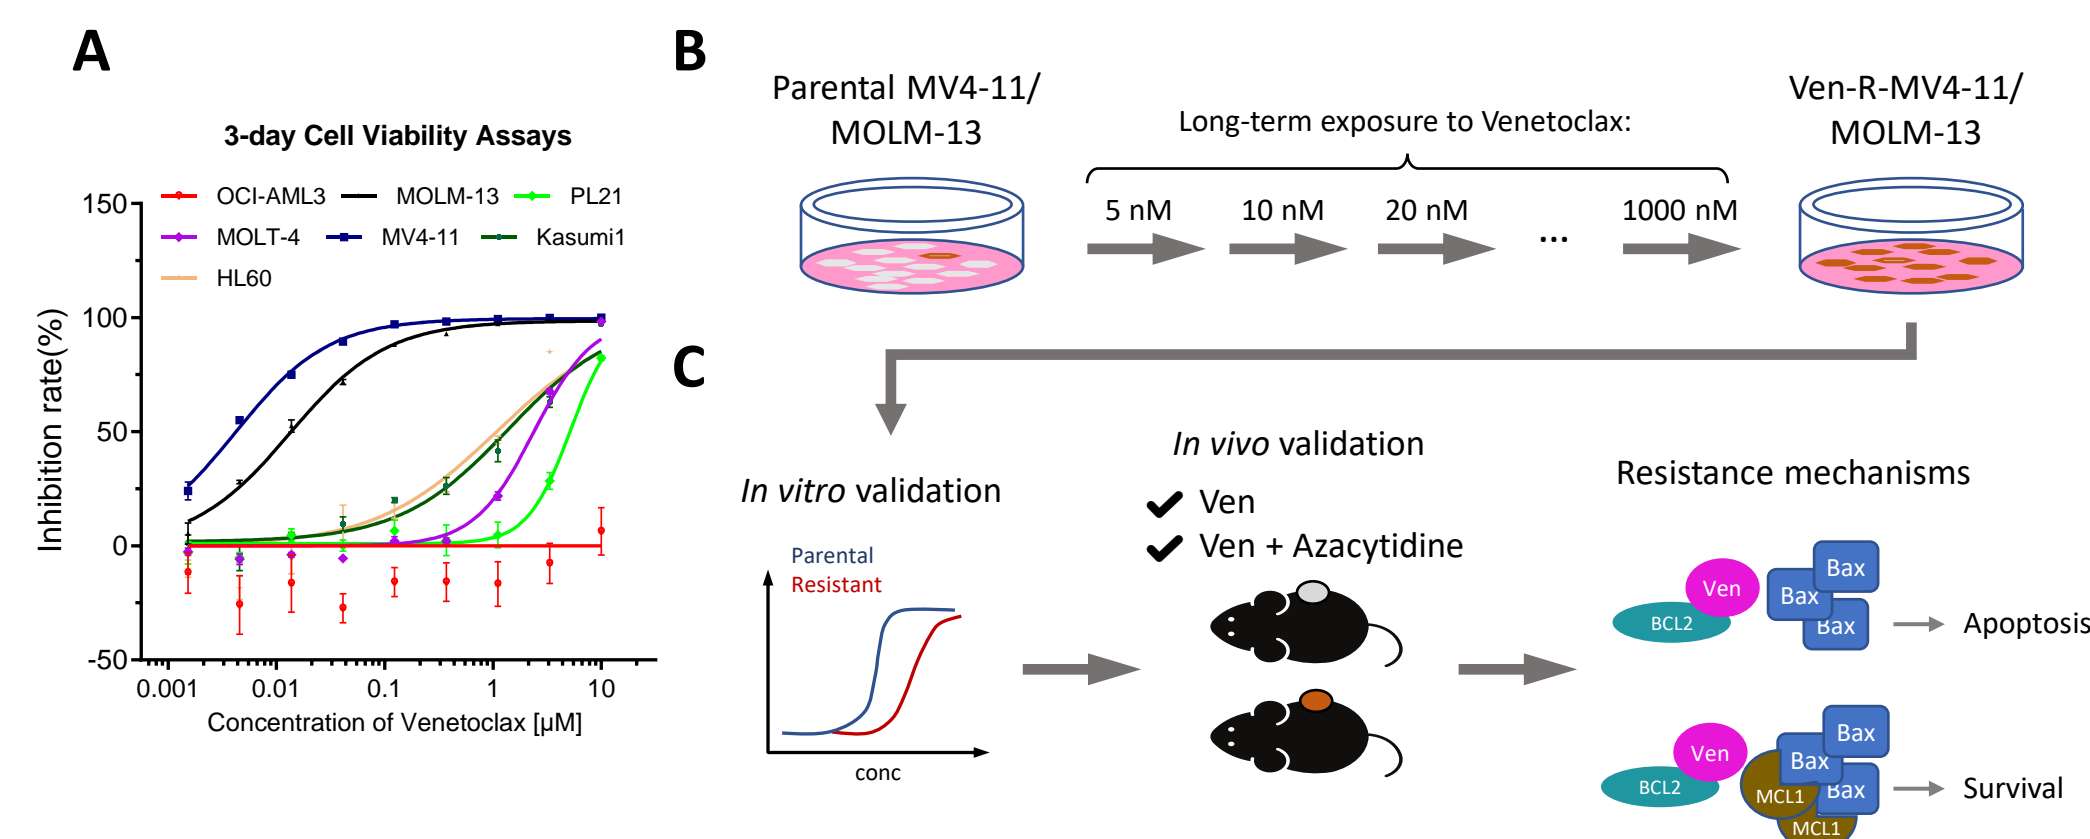 A
3-day Cell Viability Assays
OCI-AML3 MOLM-13 PL21
MOLT-4 MV4-11 Kasumi1
HL60
Inhibition rate(%)
150
100
50
0
-50
0.001 0.01 0.1 1 10
Concentration of Venetoclax [µM]
B
Parental MV4-11/
MOLM-13
Long-term exposure to Venetoclax:
5 nM 10 nM 20 nM ... 1000 nM
Ven-R-MV4-11/
MOLM-13
C
In vitro validation
Parental
Resistant
conc
In vivo validation
Ven
Ven + Azacytidine
Resistance mechanisms
BCL2
Ven
Bax
Bax
Bax
Apoptosis
BCL2
Ven
Bax
Bax
Bax
MCL1
MCL1
Survival